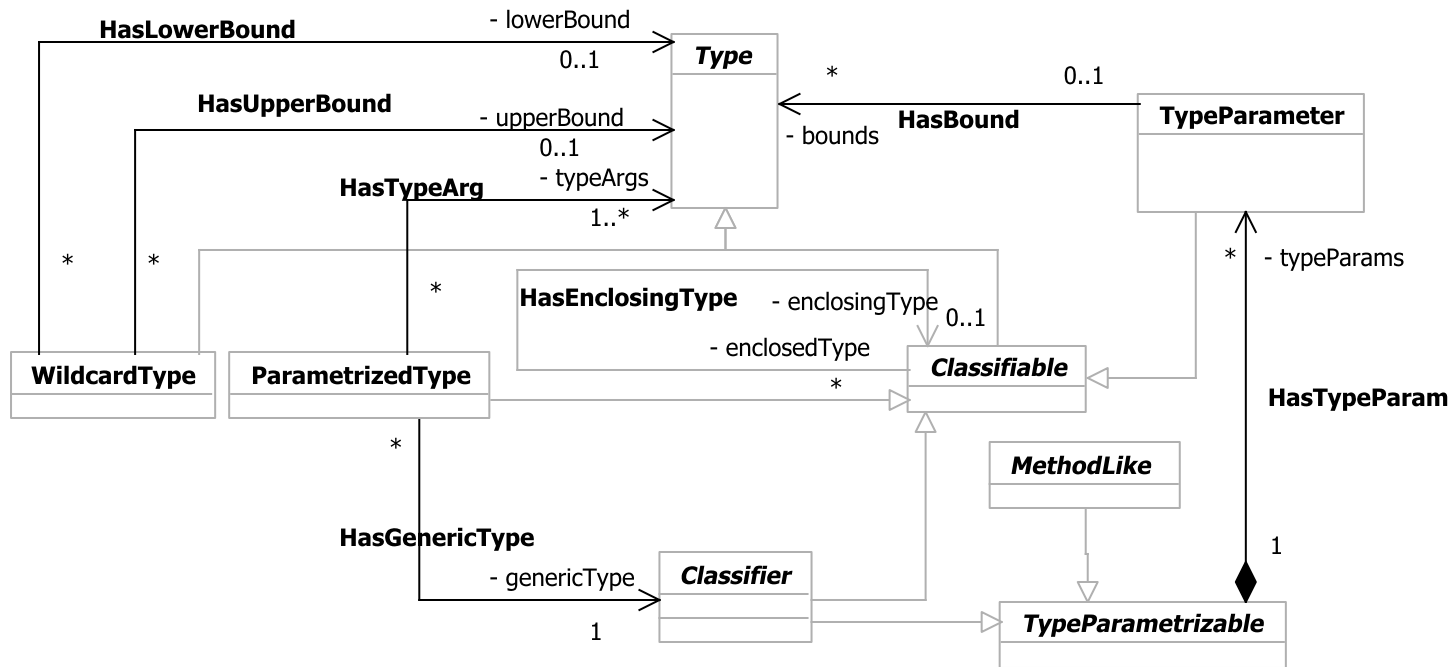 HasLowerBound
- lowerBound
0..1
Type
*
0..1
HasUpperBound
- upperBound
0..1
- bounds
HasBound
TypeParameter
HasTypeArg
- typeArgs
1..*
*
*
*
HasEnclosingType
- enclosingType
0..1
*
- typeParams
- enclosedType
*
WildcardType
ParametrizedType
Classifiable
HasTypeParam
*
MethodLike
HasGenericType
- genericType
1
Classifier
1
TypeParametrizable